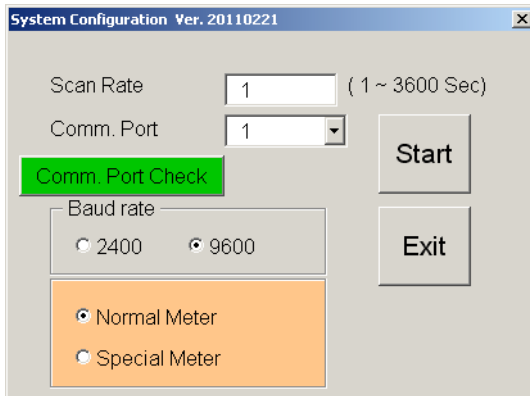 System Configuration Ver. 20110221
Scan Rate 1 ( 1 ~ 3600 Sec)
Comm. Port 1
Start
Comm. Port Check
Baud rate
2400 9600
Exit
Normal Meter
Special Meter